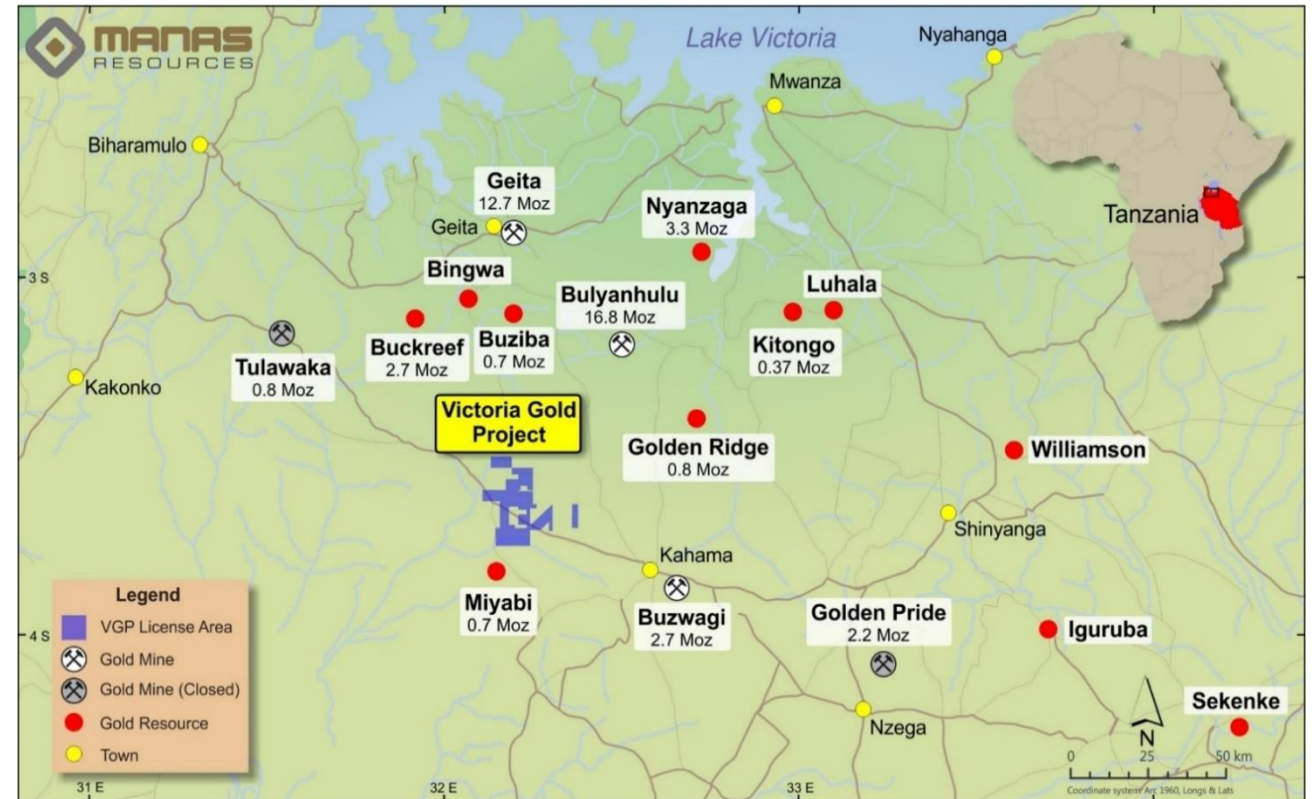 MANAS
RESOURCES
Lake Victoria
Nyahanga
Mwanza
Biharamulo
Geita
12.7 Moz
Geita
Nyanzaga
3.3 Moz
Tanzania
3 S
Bingwa
Bulyanhulu
16.8 Moz
Luhala
Buckreef
2.7 Moz
Buziba
0.7 Moz
Kitongo
0.37 Moz
Tulawaka
0.8 Moz
Kakonko
Victoria Gold
Project
Golden Ridge
0.8 Moz
Williamson
Shinyanga
Kahama
Miyabi
0.7 Moz
Buzwagi
2.7 Moz
Golden Pride
2.2 Moz
Iguruba
4 S
Sekenke
Nzega
Legend
VGP License Area
Gold Mine
Gold Mine (Closed)
Gold Resource
Town
N
0 25 50 km
Coordinate system Arc 1960, Longs & Lats
31 E
32 E
33 E